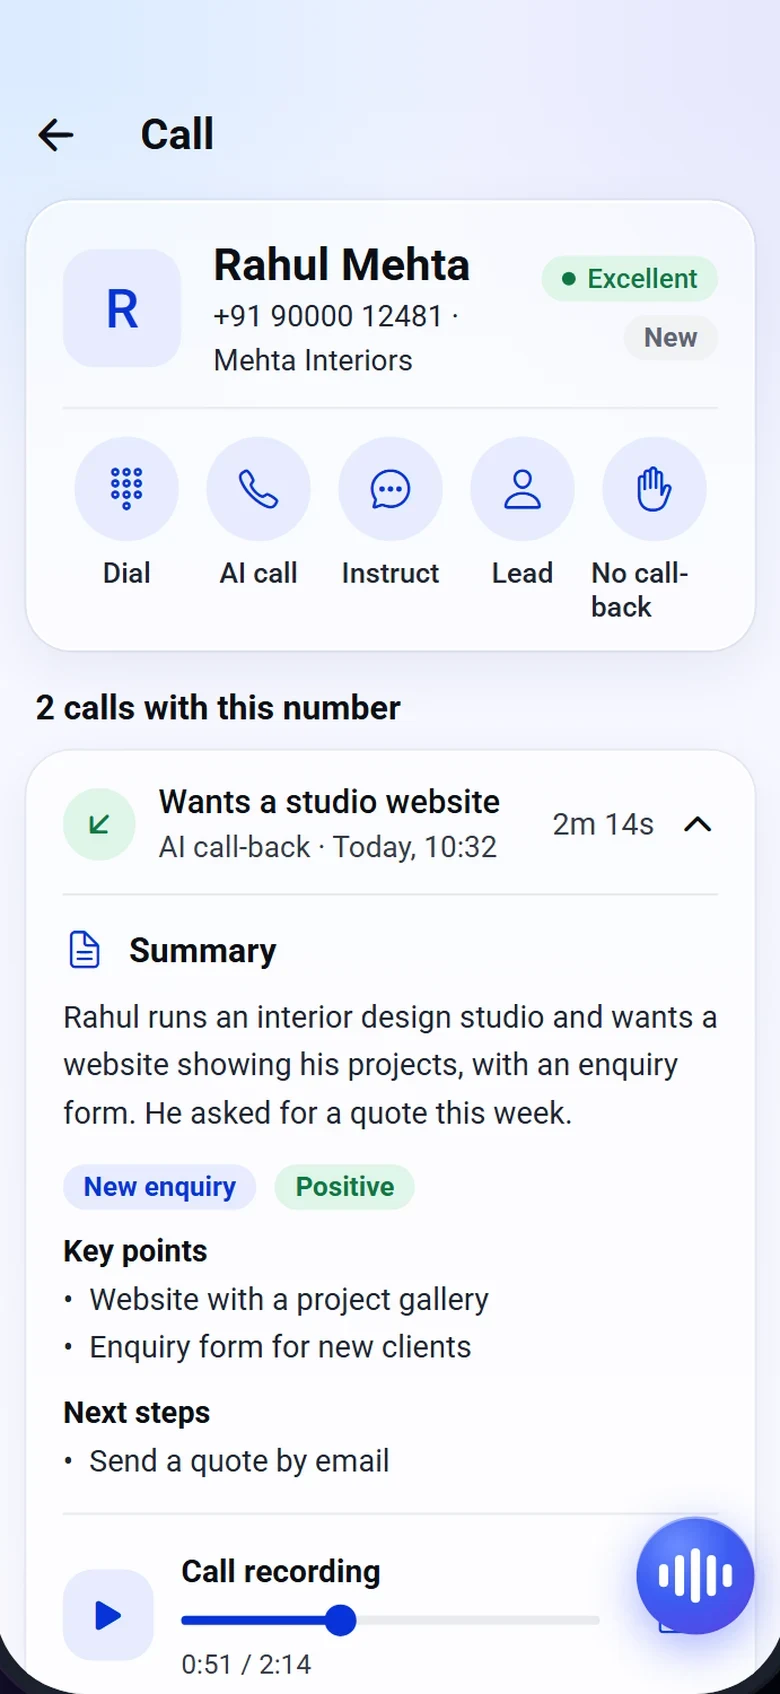 Call
R
Rahul Mehta
+91 90000 12481 ·
Mehta Interiors
Excellent
New
Dial
AI call
Instruct
Lead
No call-
back
2 calls with this number
Wants a studio website
AI call-back · Today, 10:32
2m 14s
Summary
Rahul runs an interior design studio and wants a
website showing his projects, with an enquiry
form. He asked for a quote this week.
New enquiry
Positive
Key points
• Website with a project gallery
• Enquiry form for new clients
Next steps
• Send a quote by email
Call recording
0:51 / 2:14